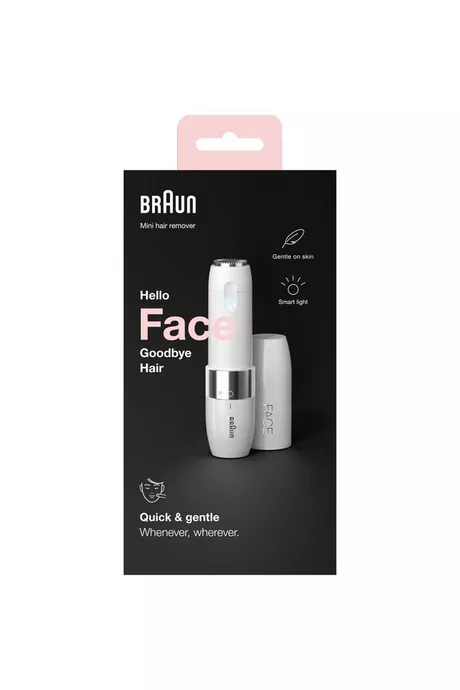 BRAUN
Mini hair remover
Gentle on skin
Smart light
Hello
Face
Goodbye
Hair
BRAUN
FACE
Quick & gentle
Whenever, wherever.